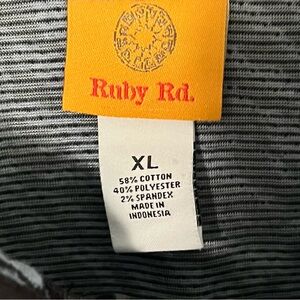 Ruby Rd.
XL
58% COTTON
40% POLYESTER
2% SPANDEX
MADE IN
INDONESIA